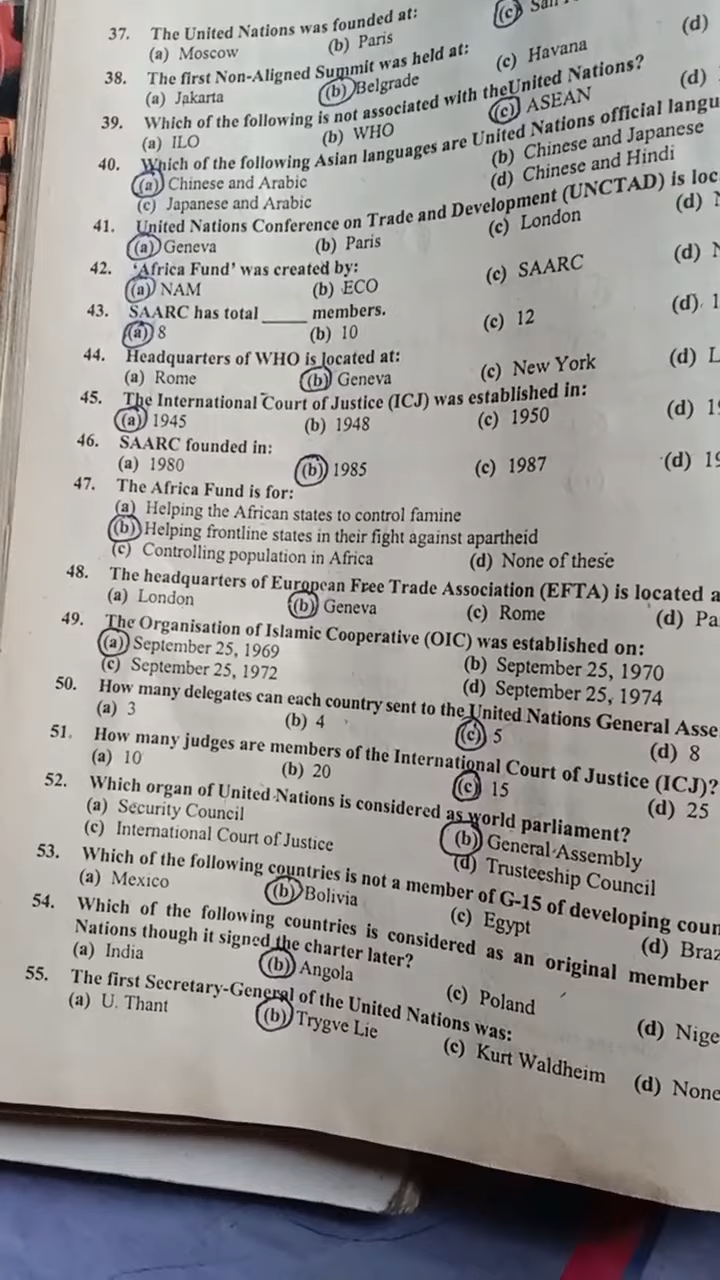 37. The United Nations was founded at:
(a) Moscow (b) Paris (c) San (d)
38. The first Non-Aligned Summit was held at:
(a) Jakarta (b) Belgrade (c) Havana (d)
39. Which of the following is not associated with theUnited Nations?
(a) ILO (b) WHO (c) ASEAN (d)
40. Which of the following Asian languages are United Nations official langu
(a) Chinese and Arabic (b) Chinese and Japanese
(c) Japanese and Arabic (d) Chinese and Hindi
41. United Nations Conference on Trade and Development (UNCTAD) is loc
(a) Geneva (b) Paris (c) London (d)
42. 'Africa Fund' was created by:
(a) NAM (b) ECO (c) SAARC (d)
43. SAARC has total _____ members.
(a) 8 (b) 10 (c) 12 (d) 1
44. Headquarters of WHO is located at:
(a) Rome (b) Geneva (c) New York (d) L
45. The International Court of Justice (ICJ) was established in:
(a) 1945 (b) 1948 (c) 1950 (d) 19
46. SAARC founded in:
(a) 1980 (b) 1985 (c) 1987 (d) 19
47. The Africa Fund is for:
(a) Helping the African states to control famine
(b) Helping frontline states in their fight against apartheid
(c) Controlling population in Africa (d) None of these
48. The headquarters of European Free Trade Association (EFTA) is located a
(a) London (b) Geneva (c) Rome (d) Pa
49. The Organisation of Islamic Cooperative (OIC) was established on:
(a) September 25, 1969 (b) September 25, 1970
(c) September 25, 1972 (d) September 25, 1974
50. How many delegates can each country sent to the United Nations General Asse
(a) 3 (b) 4 (c) 5 (d) 8
51. How many judges are members of the International Court of Justice (ICJ)?
(a) 10 (b) 20 (c) 15 (d) 25
52. Which organ of United Nations is considered as world parliament?
(a) Security Council (b) General Assembly
(c) International Court of Justice (d) Trusteeship Council
53. Which of the following countries is not a member of G-15 of developing coun
(a) Mexico (b) Bolivia (c) Egypt (d) Braz
54. Which of the following countries is considered as an original member
Nations though it signed the charter later?
(a) India (b) Angola (c) Poland (d) Nige
55. The first Secretary-General of the United Nations was:
(a) U. Thant (b) Trygve Lie (c) Kurt Waldheim (d) None